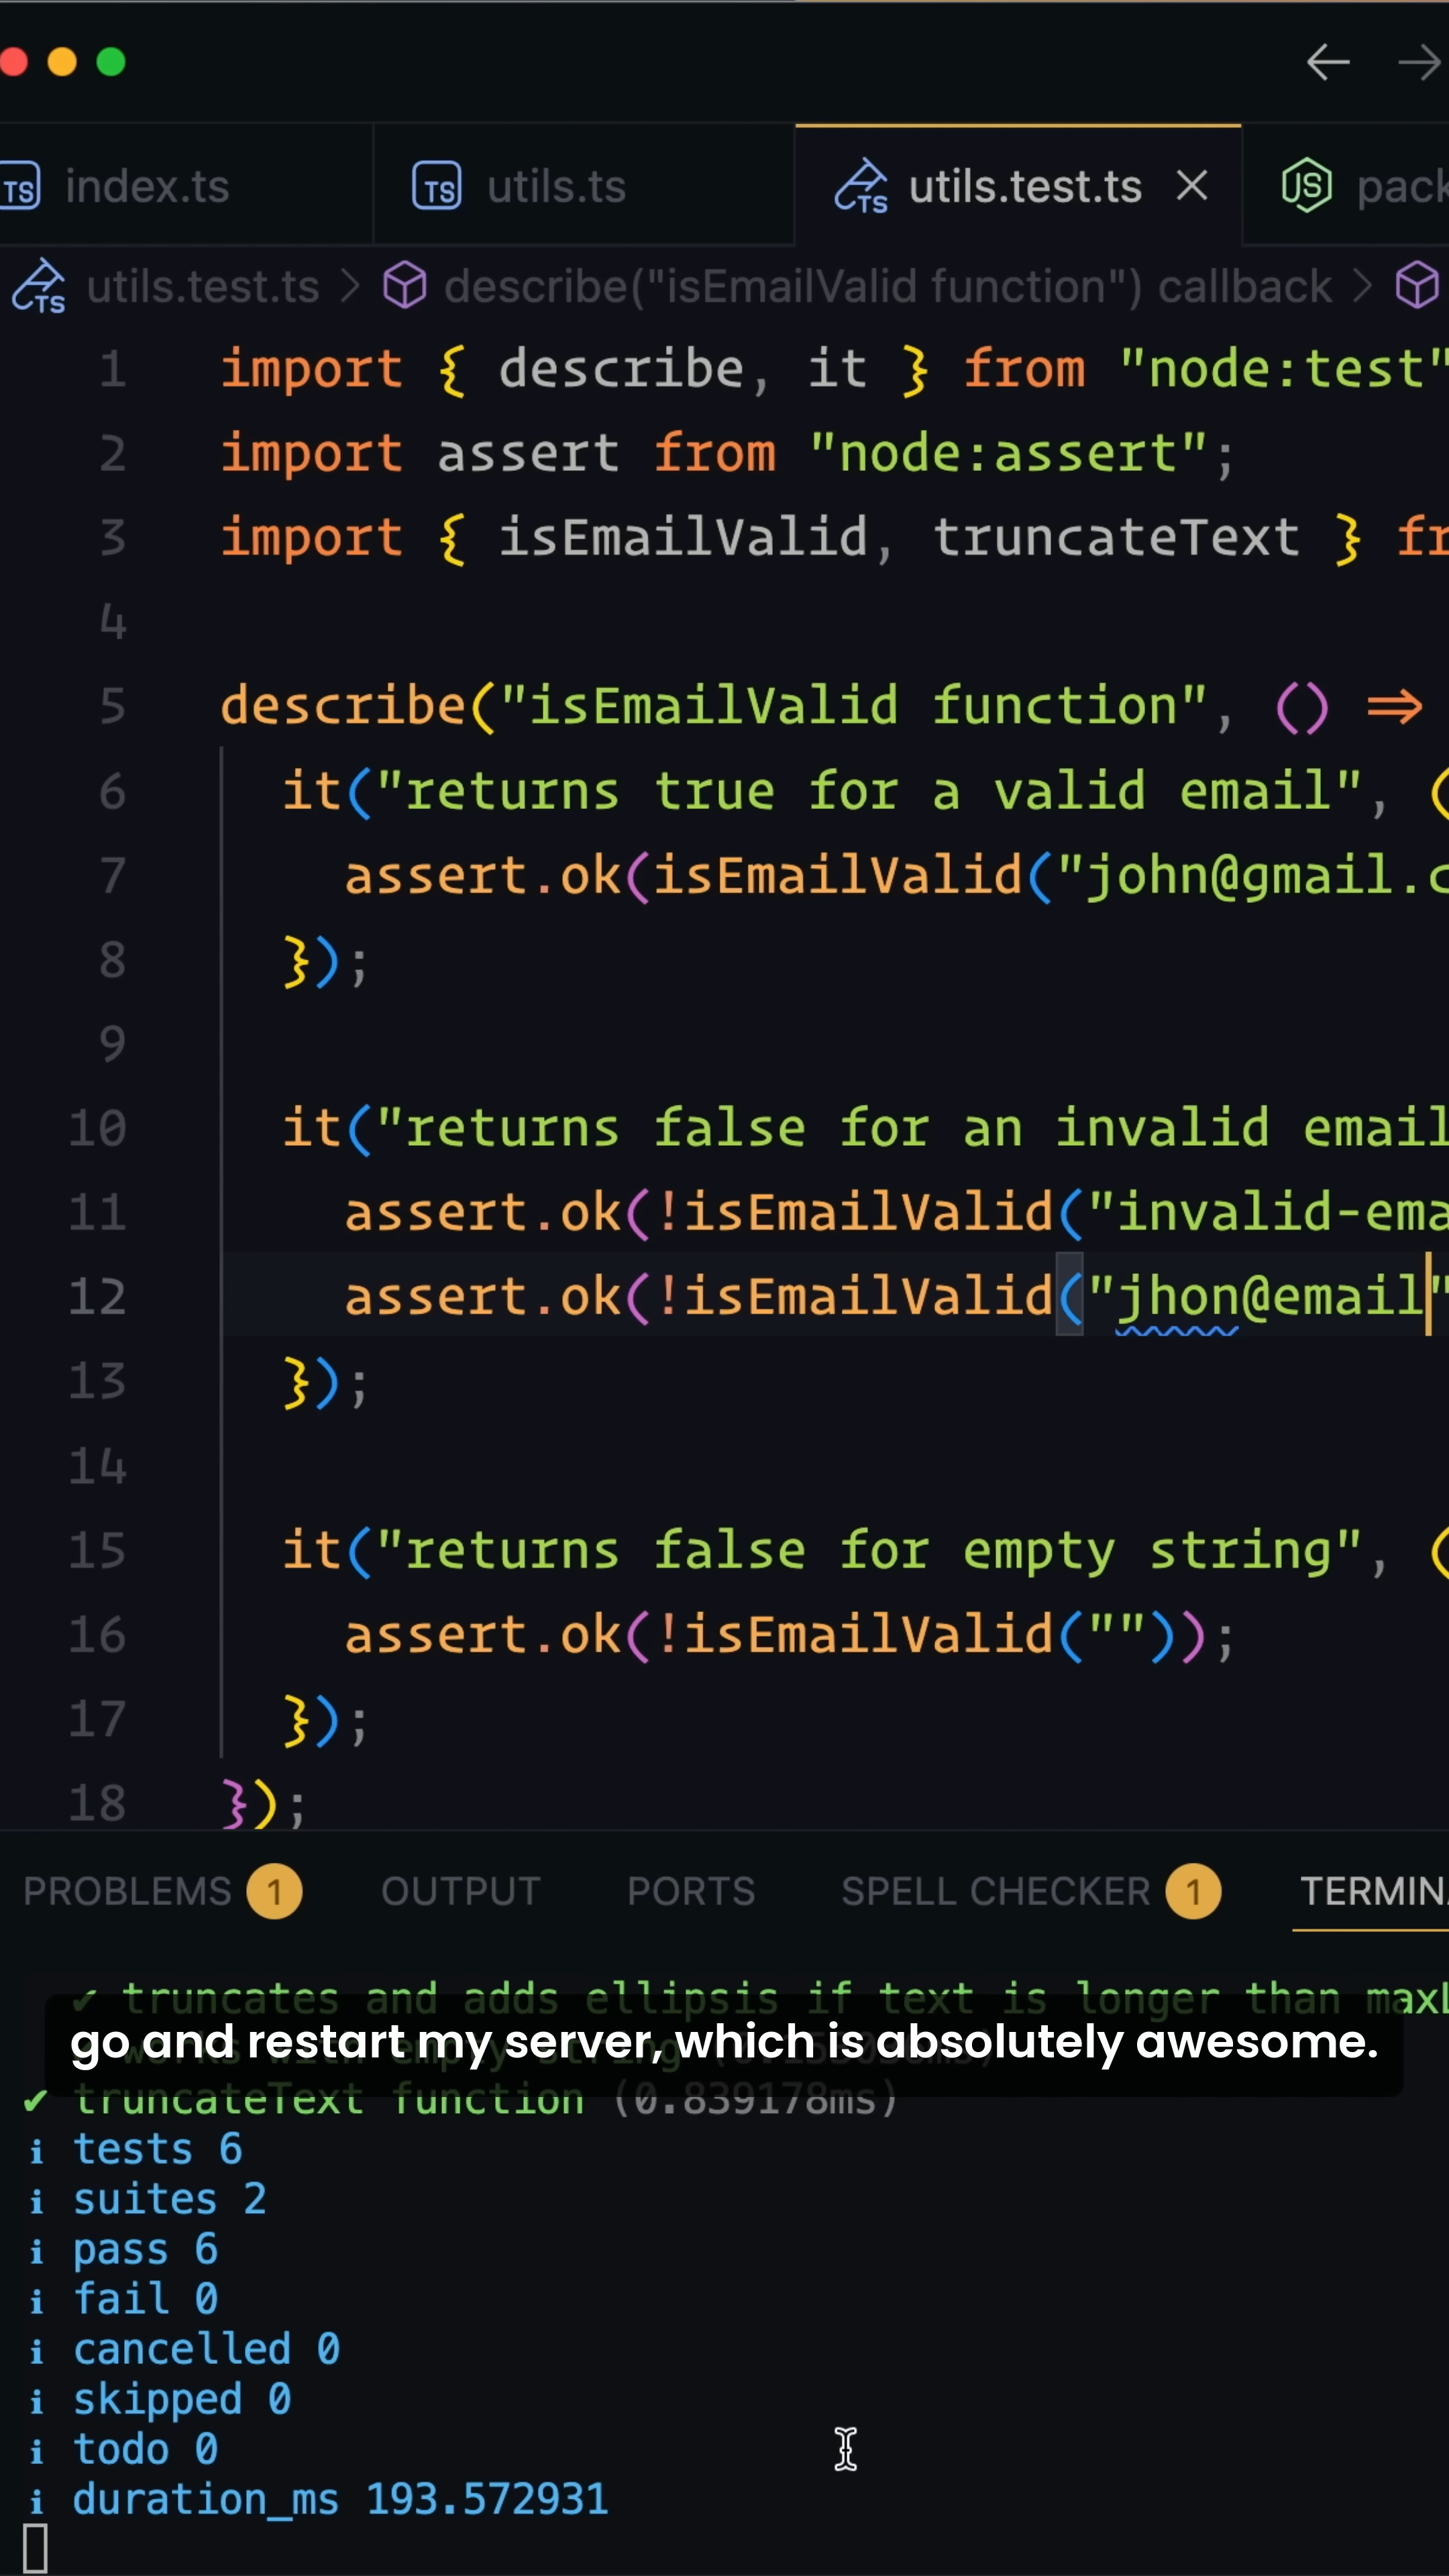 TS index.ts TS utils.ts TS utils.test.ts JS
TS utils.test.ts > describe("isEmailValid function") callback >
1 import { describe, it } from "node:test"
2 import assert from "node:assert";
3 import { isEmailValid, truncateText }
4
5 describe("isEmailValid function", () =>
6 it("returns true for a valid email", (
7 assert.ok(isEmailValid("john@gmail.
8 });
9
10 it("returns false for an invalid email
11 assert.ok(!isEmailValid("invalid-ema
12 assert.ok(!isEmailValid("jhon@email"
13 });
14
15 it("returns false for empty string", (
16 assert.ok(!isEmailValid(""));
17 });
18 });
PROBLEMS 1 OUTPUT PORTS SPELL CHECKER 1 TERMIN
✔ truncates and adds ellipsis if text is longer than
go and restart my server, which is absolutely awesome.
✔ truncateText function (0.839178ms)
i tests 6
i suites 2
i pass 6
i fail 0
i cancelled 0
i skipped 0
i todo 0
i duration_ms 193.572931